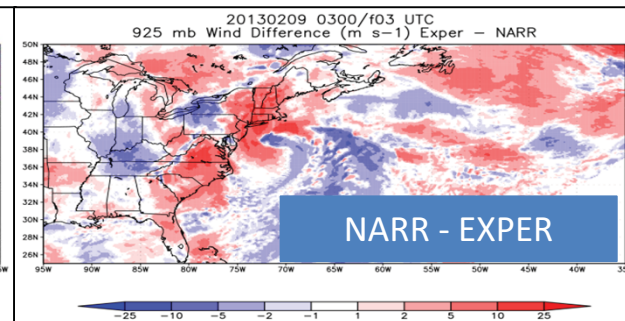 20130209 0300/f03 UTC
925 mb Wind Difference (m s−1) Exper − NARR
50N
48N
46N
44N
42N
40N
38N
36N
34N
32N
30N
28N
26N
NARR - EXPER
95W 90W 85W 80W 75W 70W 65W 60W 55W 50W 45W 40W
−25 −10 −5 −2 −1 1 2 5 10 25